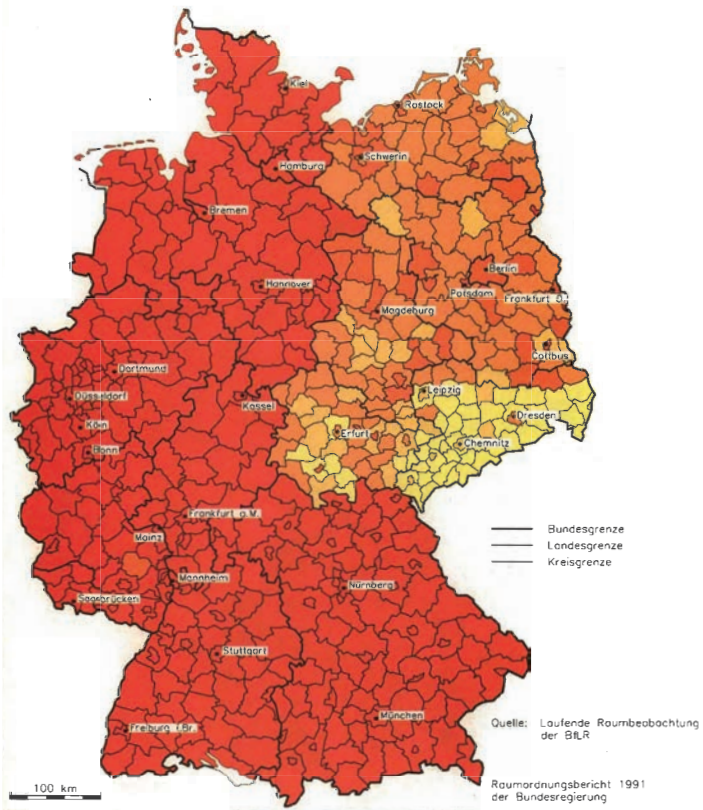 Kiel
Rostock
Schwerin
Hamburg
Bremen
Berlin
Hannover
Potsdam
Frankfurt O.
Magdeburg
Cottbus
Dortmund
Leipzig
Düsseldorf
Kassel
Dresden
Köln
Erfurt
Chemnitz
Bonn
Frankfurt a.M.
Bundesgrenze
Mainz
Landesgrenze
Kreisgrenze
Mannheim
Nürnberg
Saarbrücken
Stuttgart
München
Freiburg i.Br.
Quelle: Laufende Raumbeobachtung
der BfLR
100 km
Raumordnungsbericht 1991
der Bundesregierung